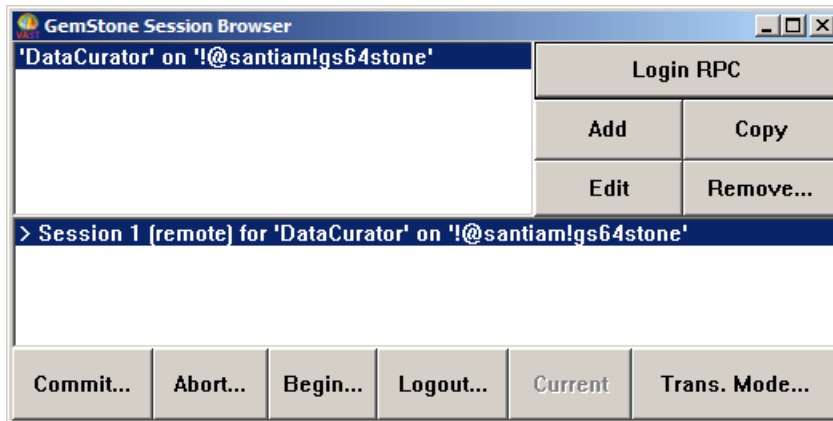 GemStone Session Browser
'DataCurator' on '!@santiam!gs64stone'
Login RPC
Add
Copy
Edit
Remove...
> Session 1 (remote) for 'DataCurator' on '!@santiam!gs64stone'
Commit...
Abort...
Begin...
Logout...
Current
Trans. Mode...